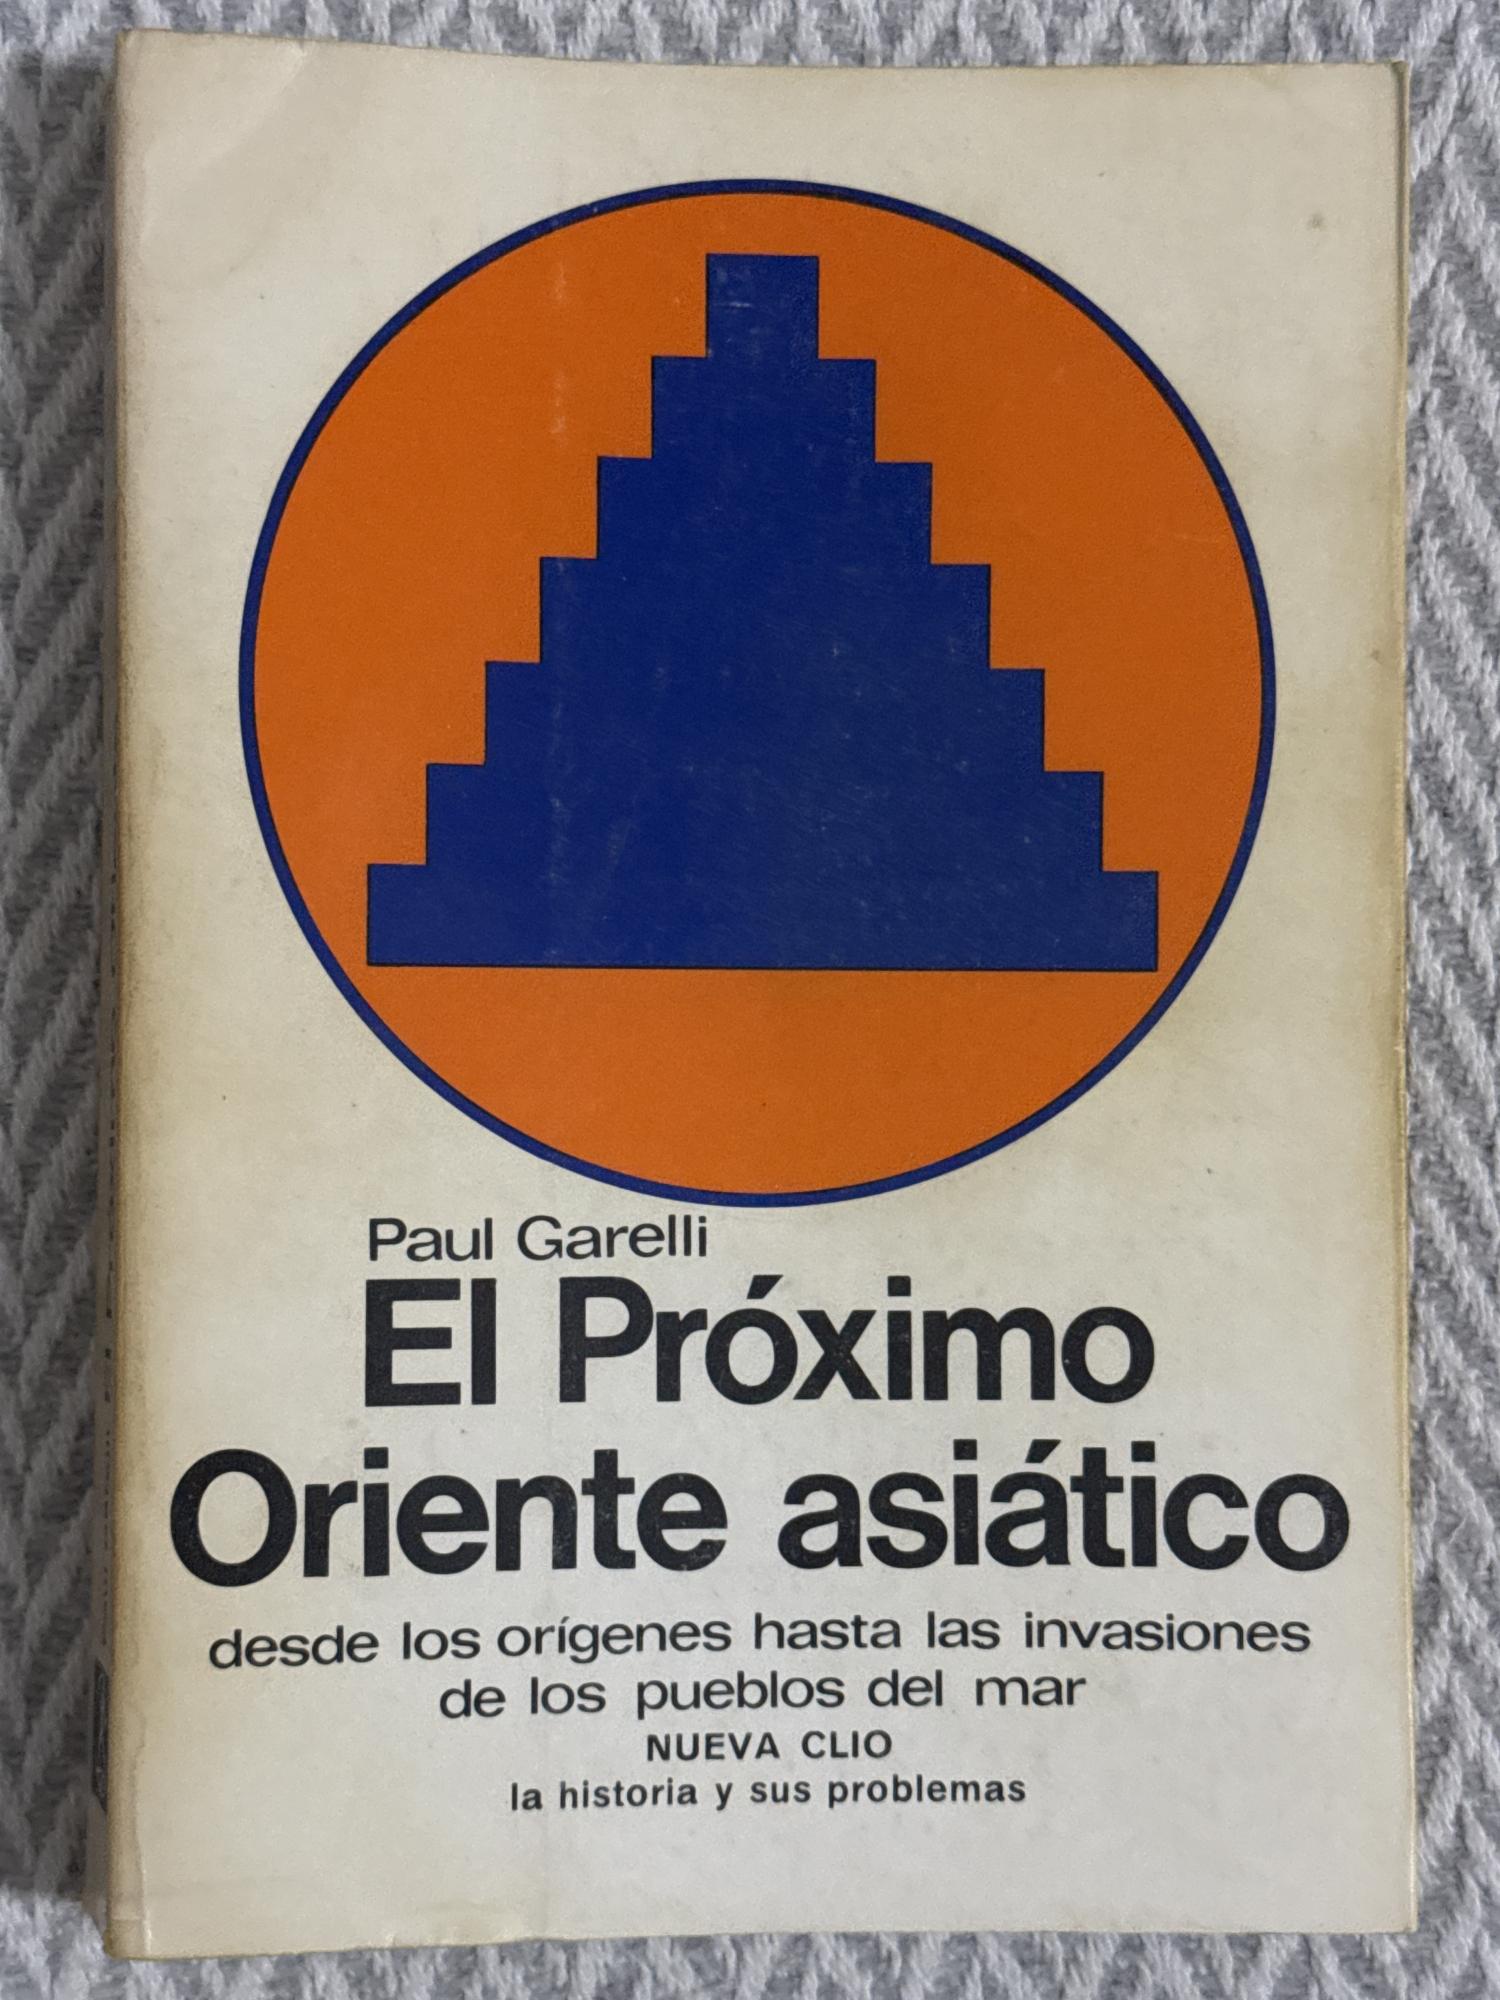 Paul Garelli
El Próximo
Oriente asiático
desde los orígenes hasta las invasiones
de los pueblos del mar
NUEVA CLIO
la historia y sus problemas